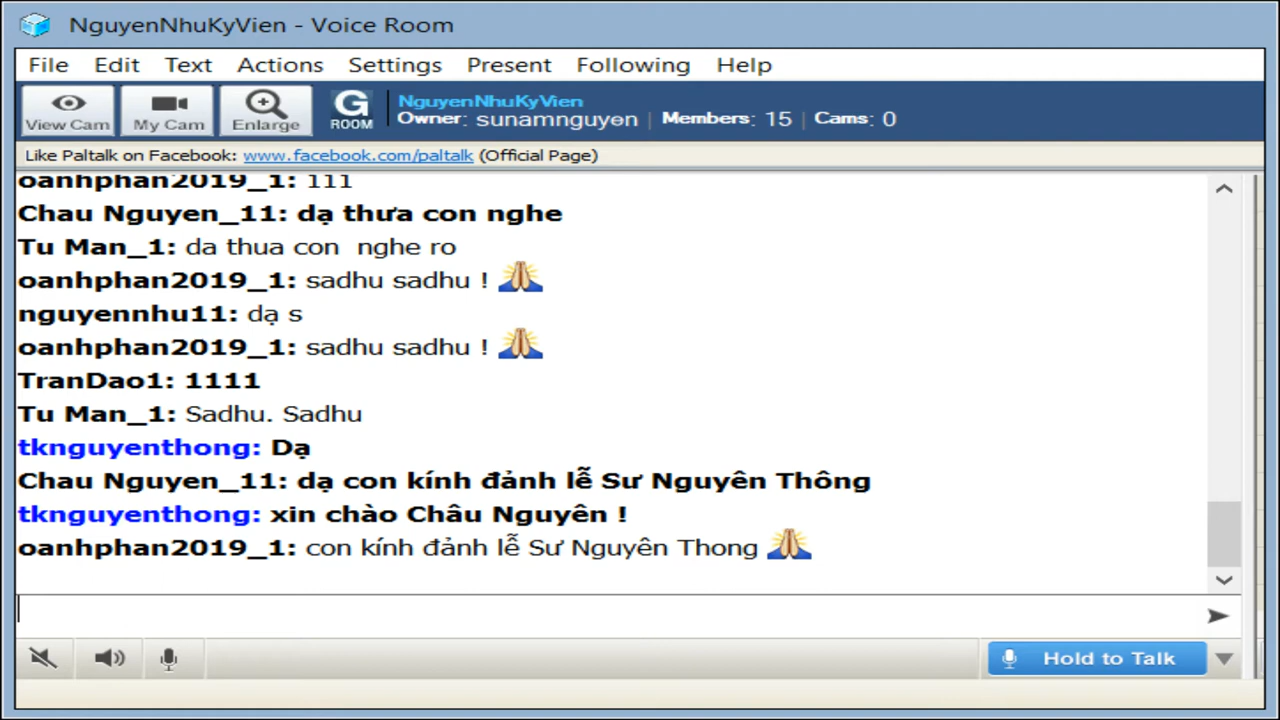 NguyenNhuKyVien - Voice Room
File Edit Text Actions Settings Present Following Help
View Cam My Cam Enlarge G ROOM
NguyenNhuKyVien
Owner: sunamnguyen | Members: 15 | Cams: 0
Like Paltalk on Facebook: www.facebook.com/paltalk (Official Page)
oanhphan2019_1: 111
Chau Nguyen_11: dạ thưa con nghe
Tu Man_1: da thua con nghe ro
oanhphan2019_1: sadhu sadhu !
nguyennhu11: dạ s
oanhphan2019_1: sadhu sadhu !
TranDao1: 1111
Tu Man_1: Sadhu. Sadhu
tknguyenthong: Dạ
Chau Nguyen_11: dạ con kính đảnh lễ Sư Nguyên Thông
tknguyenthong: xin chào Châu Nguyên !
oanhphan2019_1: con kính đảnh lễ Sư Nguyên Thong
Hold to Talk